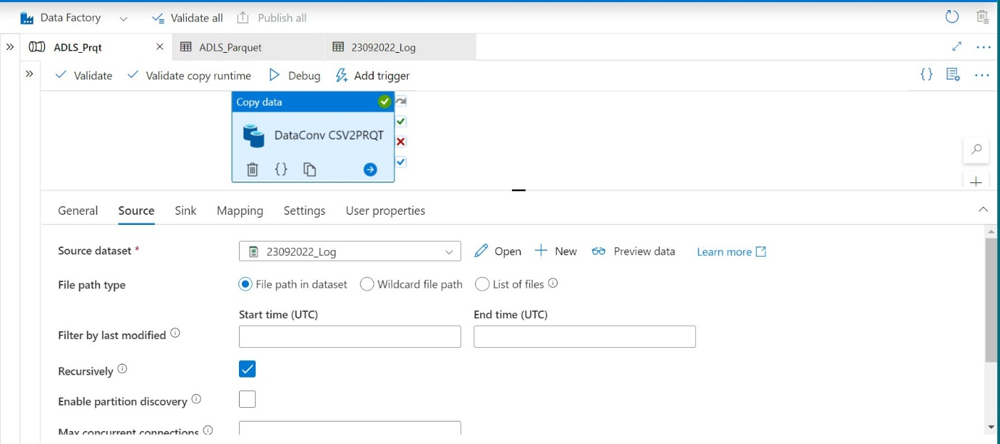 Data Factory Validate all Publish all
ADLS_Prqt ADLS_Parquet 23092022_Log
Validate Validate copy runtime Debug Add trigger
Copy data
DataConv CSV2PRQT
General Source Sink Mapping Settings User properties
Source dataset * 23092022_Log Open New Preview data Learn more
File path type File path in dataset Wildcard file path List of files
Start time (UTC) End time (UTC)
Filter by last modified
Recursively
Enable partition discovery
Max concurrent connections